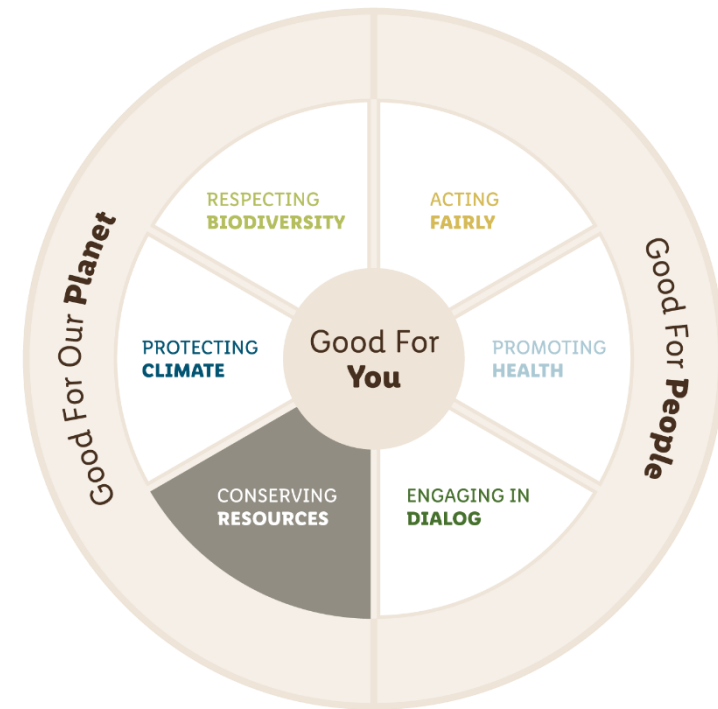 Good For Our Planet
RESPECTING
BIODIVERSITY
ACTING
FAIRLY
PROTECTING
CLIMATE
Good For
You
PROMOTING
HEALTH
Good For People
CONSERVING
RESOURCES
ENGAGING IN
DIALOG